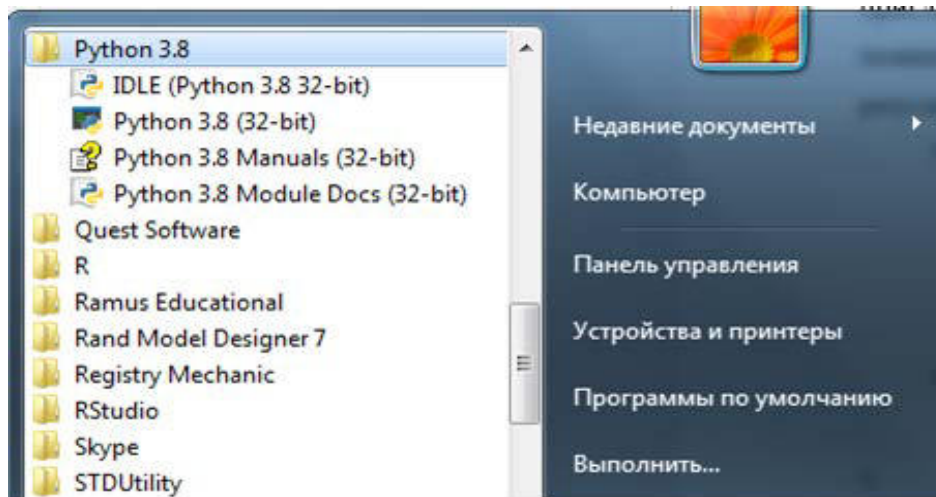 Python 3.8
IDLE (Python 3.8 32-bit)
Python 3.8 (32-bit)
Python 3.8 Manuals (32-bit)
Python 3.8 Module Docs (32-bit)
Quest Software
R
Ramus Educational
Rand Model Designer 7
Registry Mechanic
RStudio
Skype
STDUtility
Недавние документы
Компьютер
Панель управления
Устройства и принтеры
Программы по умолчанию
Выполнить...